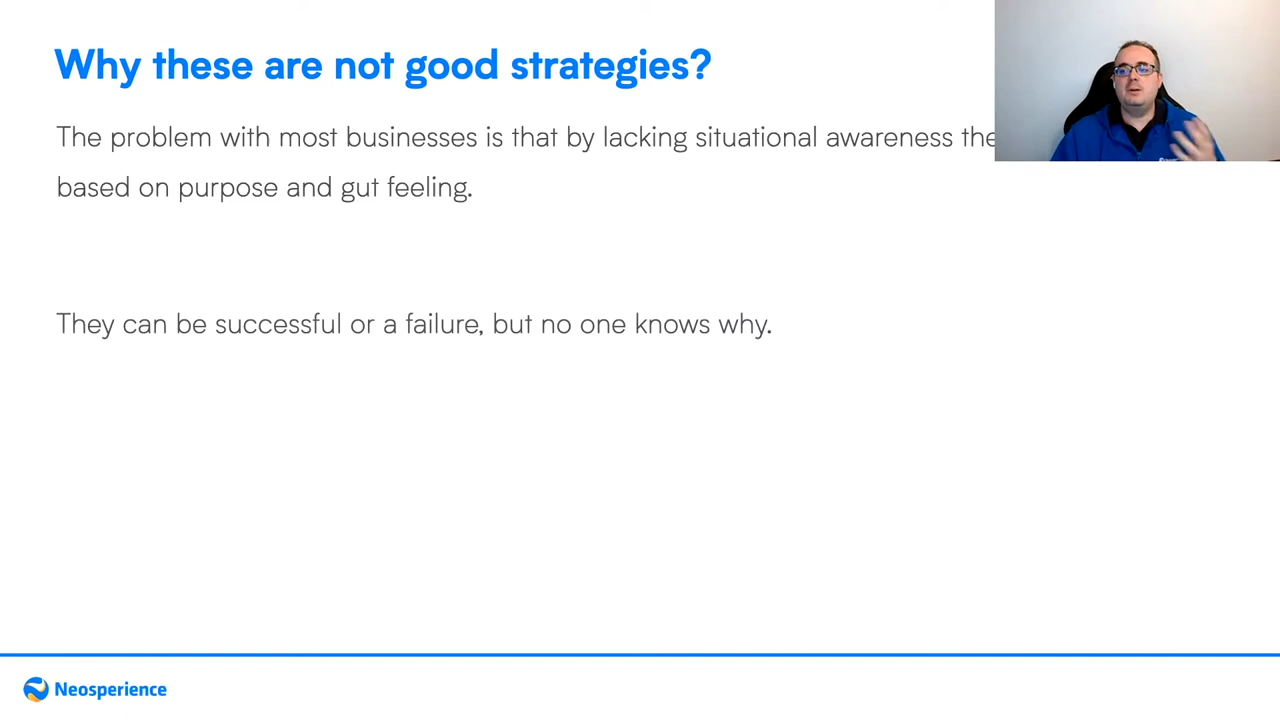 Why these are not good strategies?
The problem with most businesses is that by lacking situational awareness the
based on purpose and gut feeling.
They can be successful or a failure, but no one knows why.
Neosperience